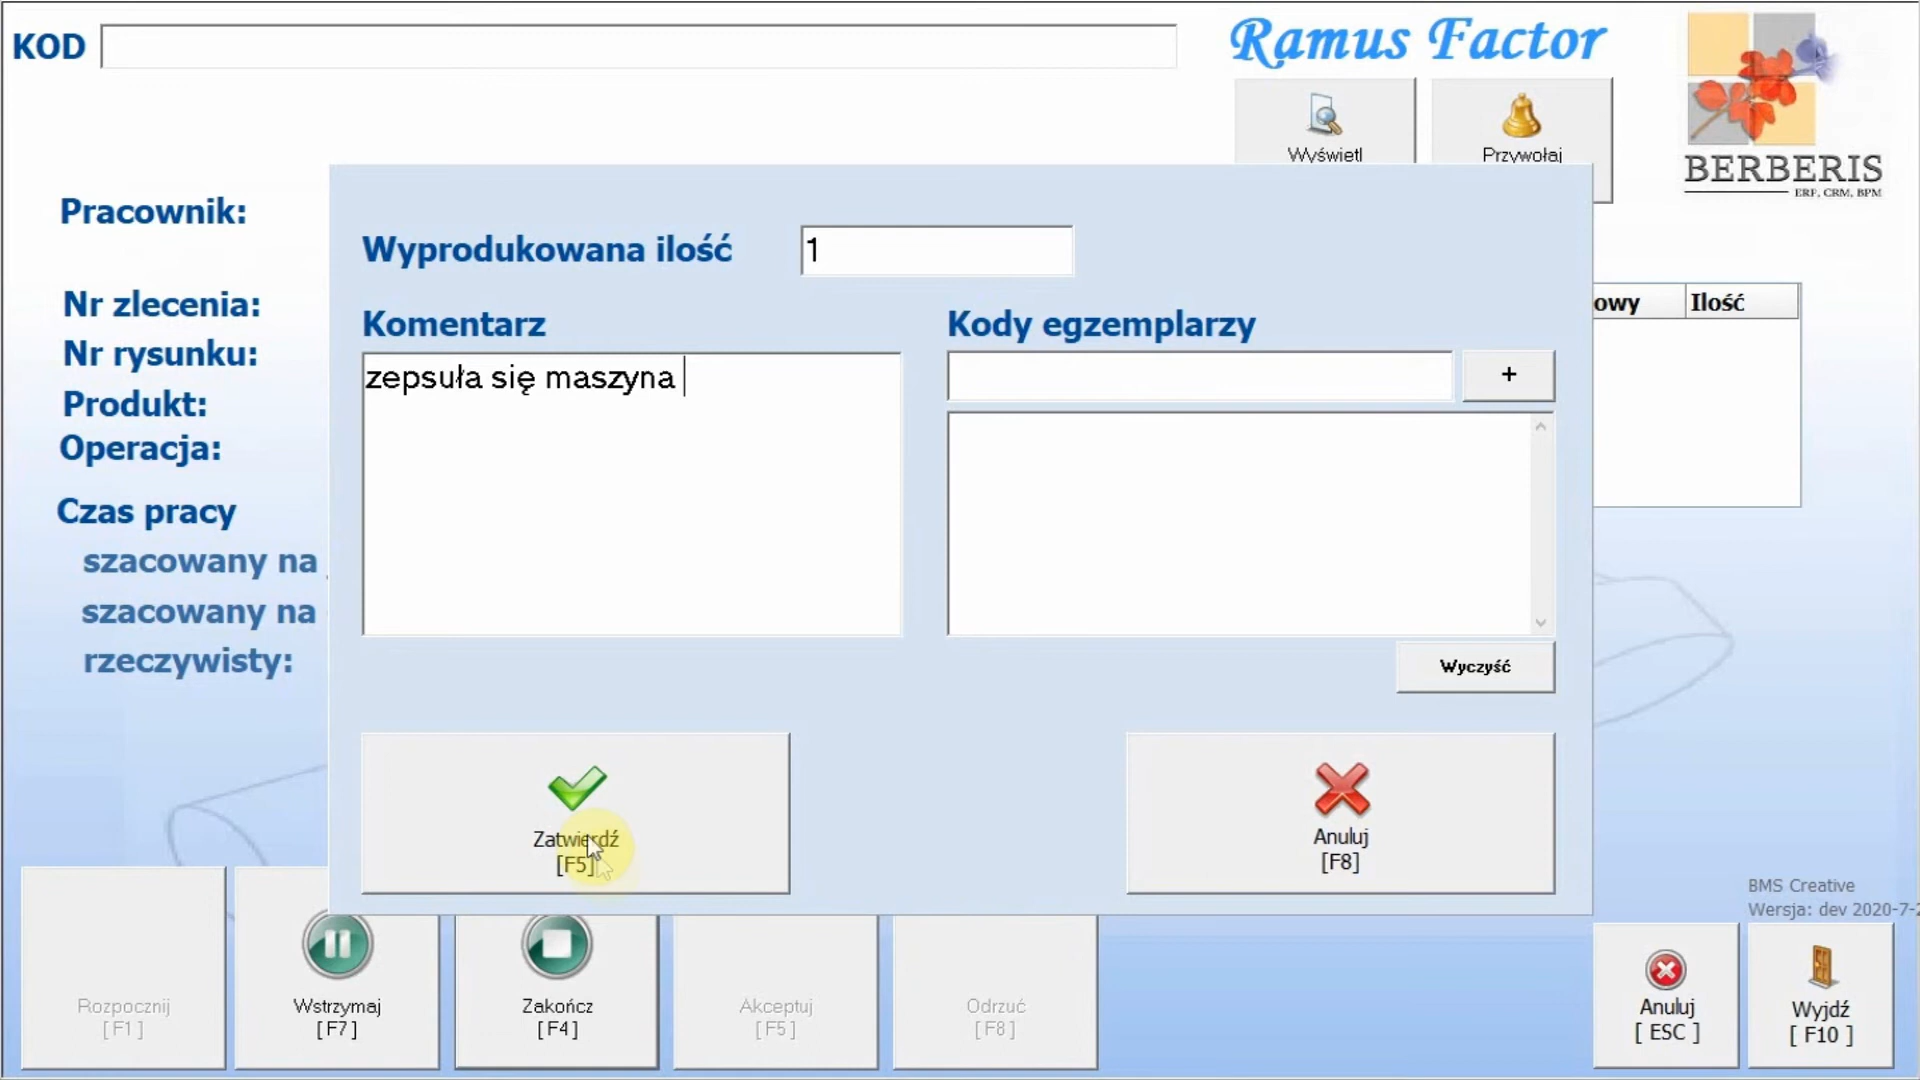 KOD
Ramus Factor
Wyświetl
Przywołaj
BERBERIS
ERP, CRM, BPM
Pracownik:
Wyprodukowana ilość
1
Nr zlecenia:
Komentarz
Kody egzemplarzy
owy
Ilość
Nr rysunku:
zepsuła się maszyna
+
Produkt:
Operacja:
Czas pracy
szacowany na
szacowany na
rzeczywisty:
Wyczyść
Zatwierdź
[F5]
Anuluj
[F8]
BMS Creative
Wersja: dev 2020-7-2
Rozpocznij
[ F1 ]
Wstrzymaj
[ F7 ]
Zakończ
[ F4 ]
Akceptuj
[ F5 ]
Odrzuć
[ F8 ]
Anuluj
[ ESC ]
Wyjdź
[ F10 ]